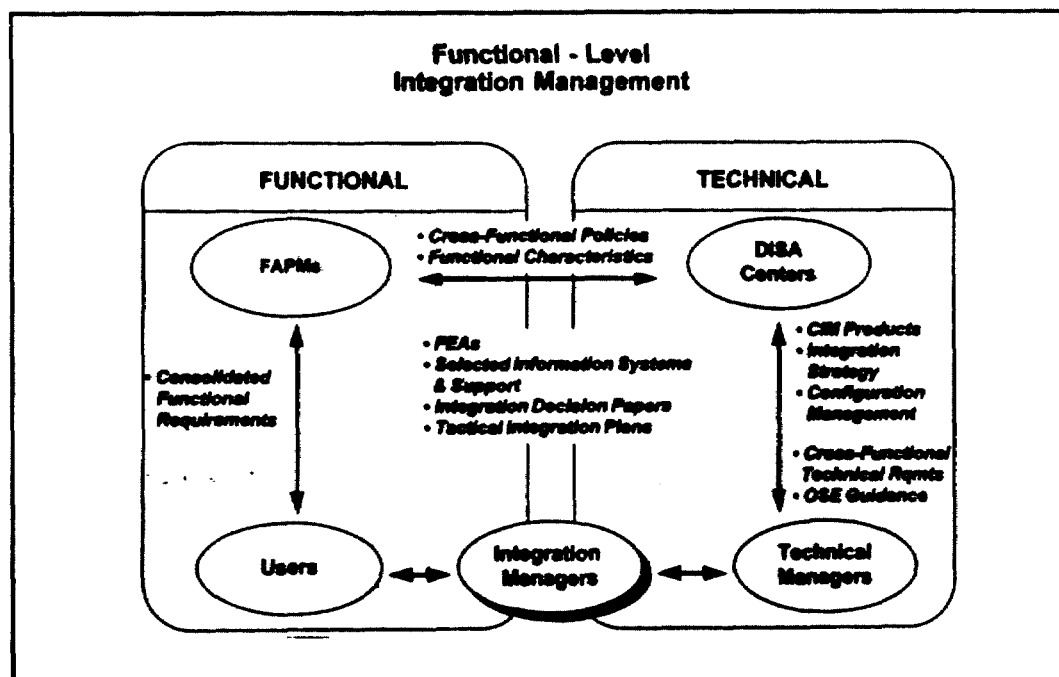 Functional - Level
Integration Management
FUNCTIONAL
TECHNICAL
FAPMs
• Cross-Functional Policies
• Functional Characteristics
DISA
Centers
• Consolidated
Functional
Requirements
• FEAs
• Selected Information Systems
& Support
• Integration Decision Papers
• Tactical Integration Plans
• CIM Products
• Integration
Strategy
• Configuration
Management
• Cross-Functional
Technical Rqmts
• OSE Guidance
Users
Integration
Managers
Technical
Managers